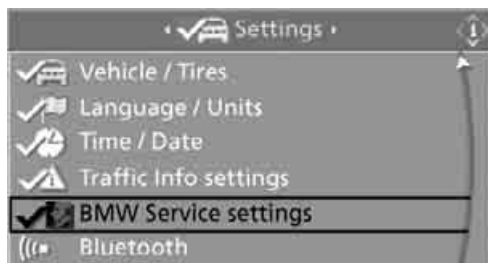 Settings
i
Vehicle / Tires
Language / Units
Time / Date
Traffic Info settings
BMW Service settings
Bluetooth